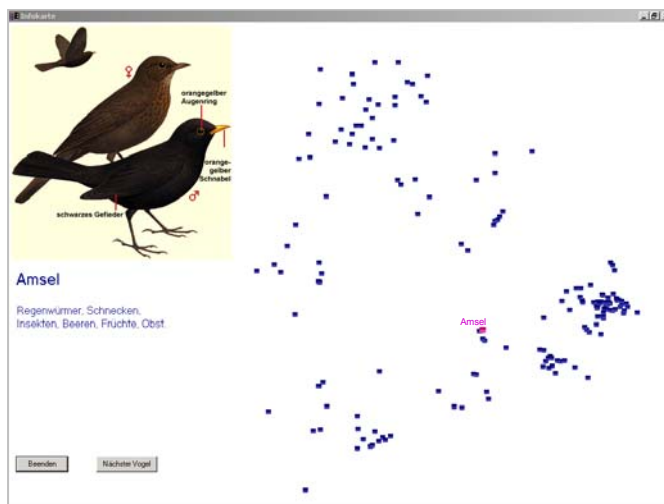 Infokarte
orangegelber
Augenring
orange-
gelber
Schnabel
schwarzes Gefieder
Amsel
Regenwürmer, Schnecken,
Insekten, Beeren, Früchte, Obst.
Amsel
Beenden
Nächster Vogel